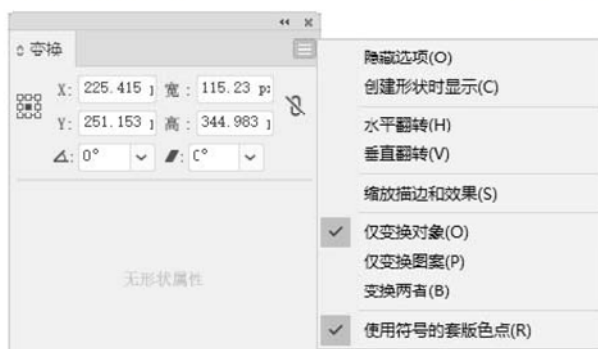 变换
X: 225.415 宽: 115.23 px
Y: 251.153 高: 344.983
0° 0°
无形状属性
隐藏选项(O)
创建形状时显示(C)
水平翻转(H)
垂直翻转(V)
缩放描边和效果(S)
仅变换对象(O)
仅变换图案(P)
变换两者(B)
使用符号的套版色点(R)